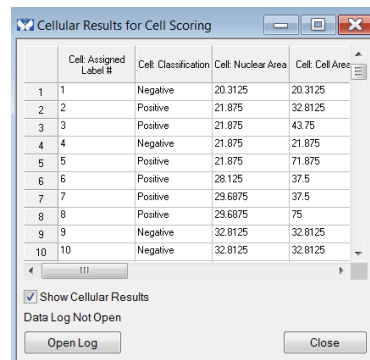 Cellular Results for Cell Scoring
Cell: Assigned Label # Cell: Classification Cell: Nuclear Area Cell: Cell Area
1 1 Negative 20.3125 20.3125
2 2 Positive 21.875 32.8125
3 3 Positive 21.875 43.75
4 4 Negative 21.875 21.875
5 5 Positive 21.875 71.875
6 6 Positive 28.125 37.5
7 7 Positive 29.6875 37.5
8 8 Positive 29.6875 75
9 9 Negative 32.8125 32.8125
10 10 Negative 32.8125 32.8125
Show Cellular Results
Data Log Not Open
Open Log Close